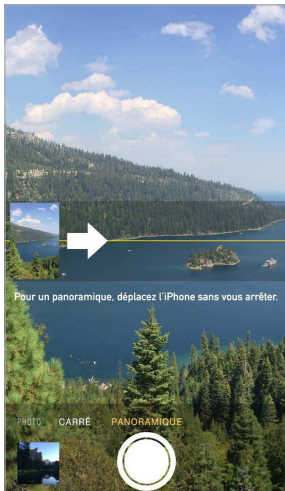 Pour un panoramique, déplacez l'iPhone sans vous arrêter.
PHOTO CARRÉ PANORAMIQUE